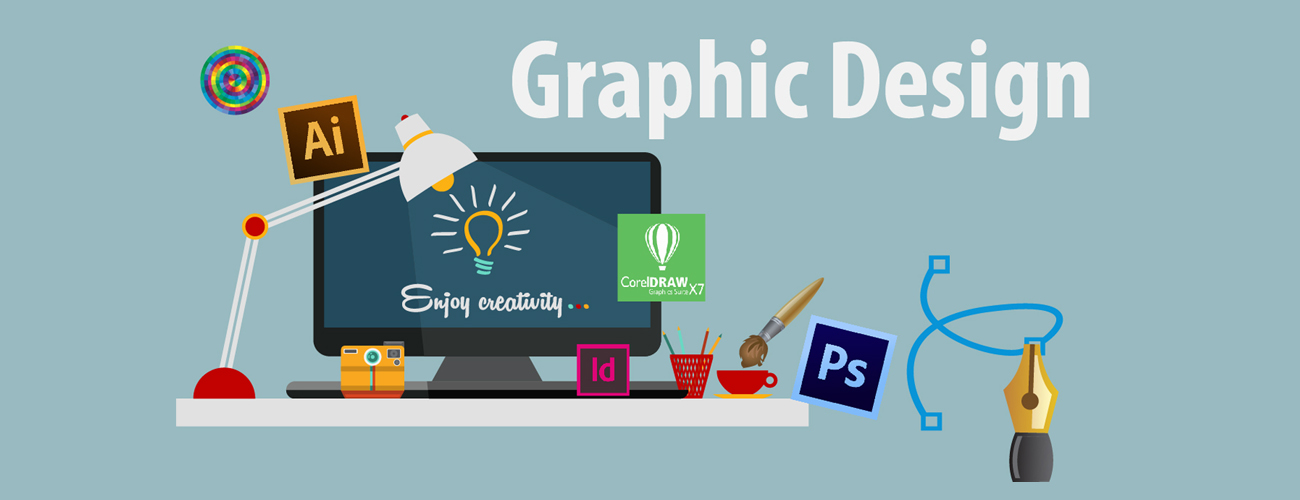 Graphic Design
Ai
Enjoy creativity...
CorelDRAW
Graphics Suite X7
Id
Ps